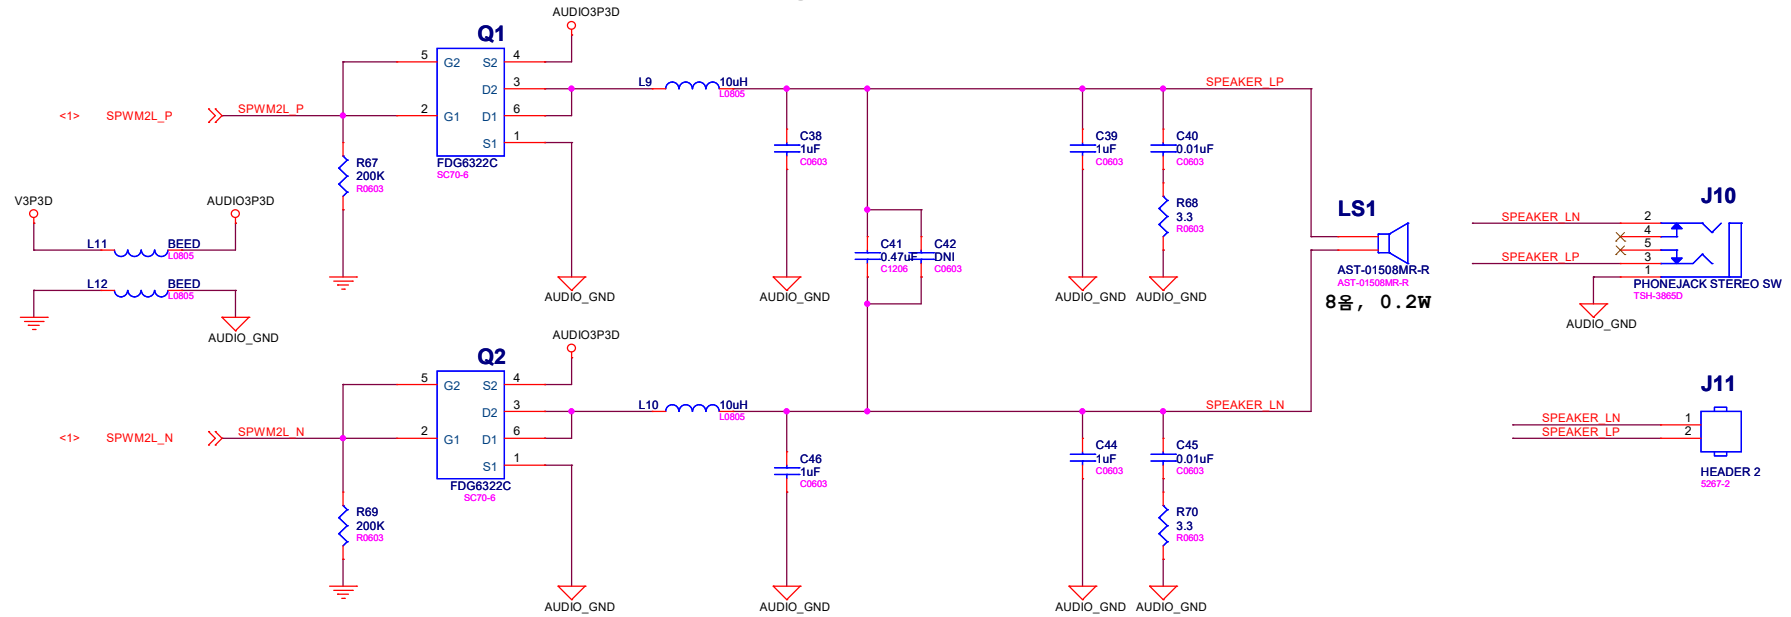 AUDIO3P3D
Q1
5 G2 S2 4
D2 3
2 G1 D1 6
S1 1
FDG6322C
SC70-6
<1> SPWM2L_P
SPWM2L_P
R67
200K
R0603
L9 10uH
L0805
SPEAKER_LP
C38
1uF
C0603
C39
1uF
C0603
C40
0.01uF
C0603
R68
3.3
R0603
V3P3D
AUDIO3P3D
L11 BEED
L0805
L12 BEED
L0805
AUDIO_GND
C41
0.47uF
C1206
C42
DNI
C0603
AUDIO_GND
AUDIO_GND
AUDIO_GND
AUDIO_GND
LS1
AST-01508MR-R
AST-01508MR-R
8옴, 0.2W
J10
SPEAKER_LN 2
4
5
SPEAKER_LP 3
1
PHONEJACK STEREO SW
TSH-3865D
AUDIO_GND
AUDIO3P3D
Q2
5 G2 S2 4
D2 3
2 G1 D1 6
S1 1
FDG6322C
SC70-6
<1> SPWM2L_N
SPWM2L_N
R69
200K
R0603
L10 10uH
L0805
SPEAKER_LN
C46
1uF
C0603
C44
1uF
C0603
C45
0.01uF
C0603
R70
3.3
R0603
AUDIO_GND
AUDIO_GND
AUDIO_GND
AUDIO_GND
J11
SPEAKER_LN 1
SPEAKER_LP 2
HEADER 2
5267-2